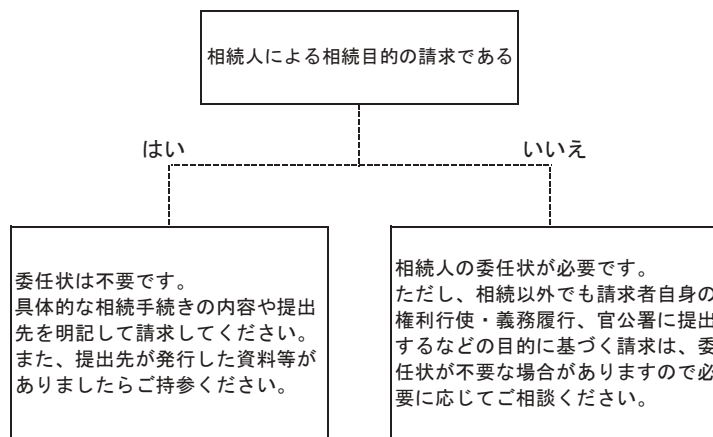 相続人による相続目的の請求である
はい
いいえ
委任状は不要です。
具体的な相続手続きの内容や提出
先を明記して請求してください。
また、提出先が発行した資料等が
ありましたらご持参ください。
相続人の委任状が必要です。
ただし、相続以外でも請求者自身の
権利行使・義務履行、官公署に提出
するなどの目的に基づく請求は、委
任状が不要な場合がありますので必
要に応じてご相談ください。